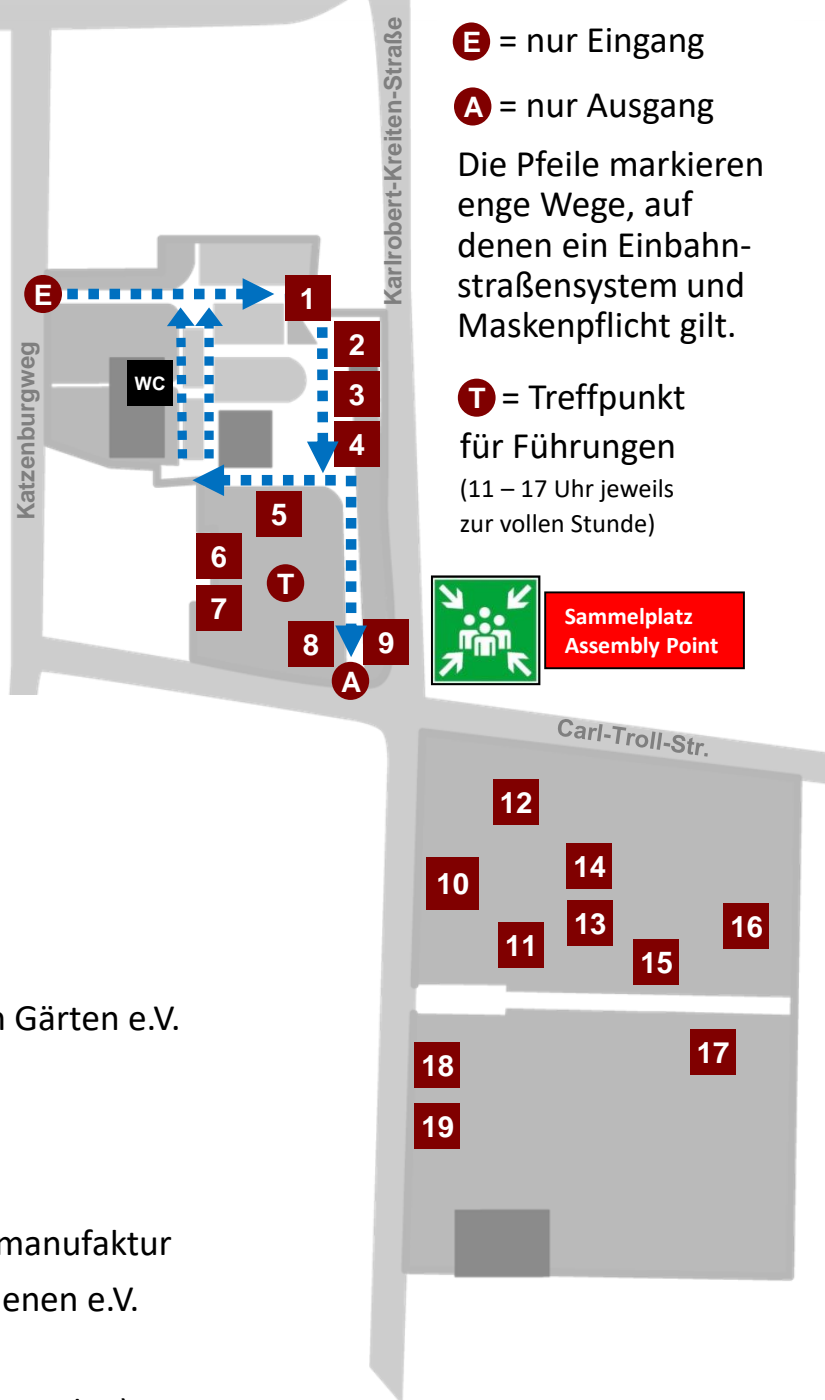 E = nur Eingang
A = nur Ausgang
Die Pfeile markieren
enge Wege, auf
denen ein Einbahn-
straßensystem und
Maskenpflicht gilt.
T = Treffpunkt
für Führungen
(11 – 17 Uhr jeweils
zur vollen Stunde)
Sammelplatz
Assembly Point
Karlrobert-Kreiten-Straße
Katzenburgweg
Carl-Troll-Str.
E
1
2
WC
3
4
5
6
T
7
8
9
A
12
14
10
13
16
11
15
17
18
19
Gärten e.V.
manufaktur
enen e.V.